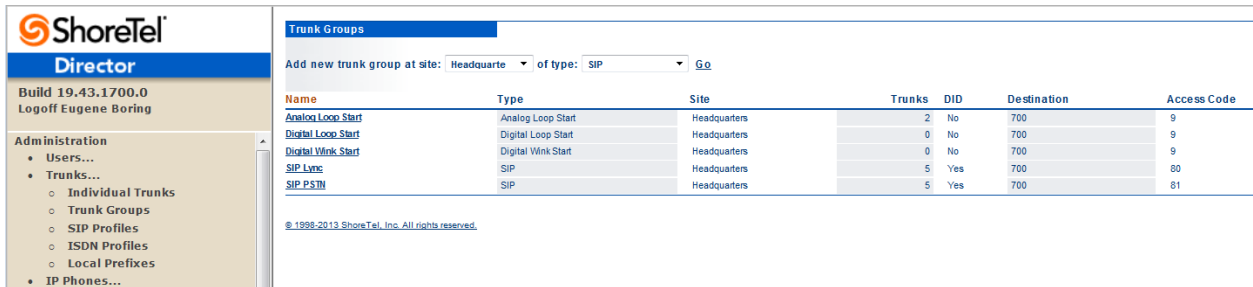 ShoreTel
Director
Build 19.43.1700.0
Logoff Eugene Boring
Administration
• Users...
• Trunks...
o Individual Trunks
o Trunk Groups
o SIP Profiles
o ISDN Profiles
o Local Prefixes
• IP Phones...
Trunk Groups
Add new trunk group at site: Headquarte of type: SIP Go
Name Type Site Trunks DID Destination Access Code
Analog Loop Start Analog Loop Start Headquarters 2 No 700 9
Digital Loop Start Digital Loop Start Headquarters 0 No 700 9
Digital Wink Start Digital Wink Start Headquarters 0 No 700 9
SIP Lync SIP Headquarters 5 Yes 700 80
SIP PSTN SIP Headquarters 5 Yes 700 81
© 1998-2013 ShoreTel, Inc. All rights reserved.